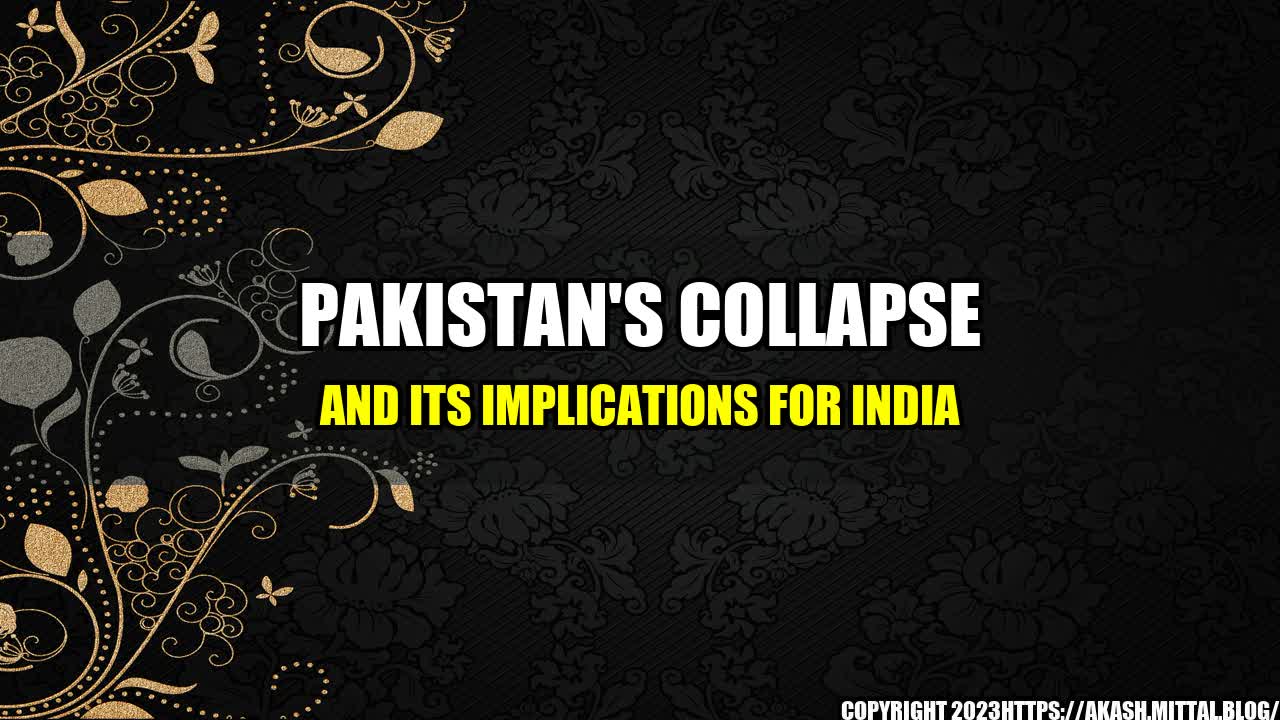 PAKISTAN'S COLLAPSE
AND ITS IMPLICATIONS FOR INDIA
COPYRIGHT 2023HTTPS://AKASH.MITTAL.BLOG/